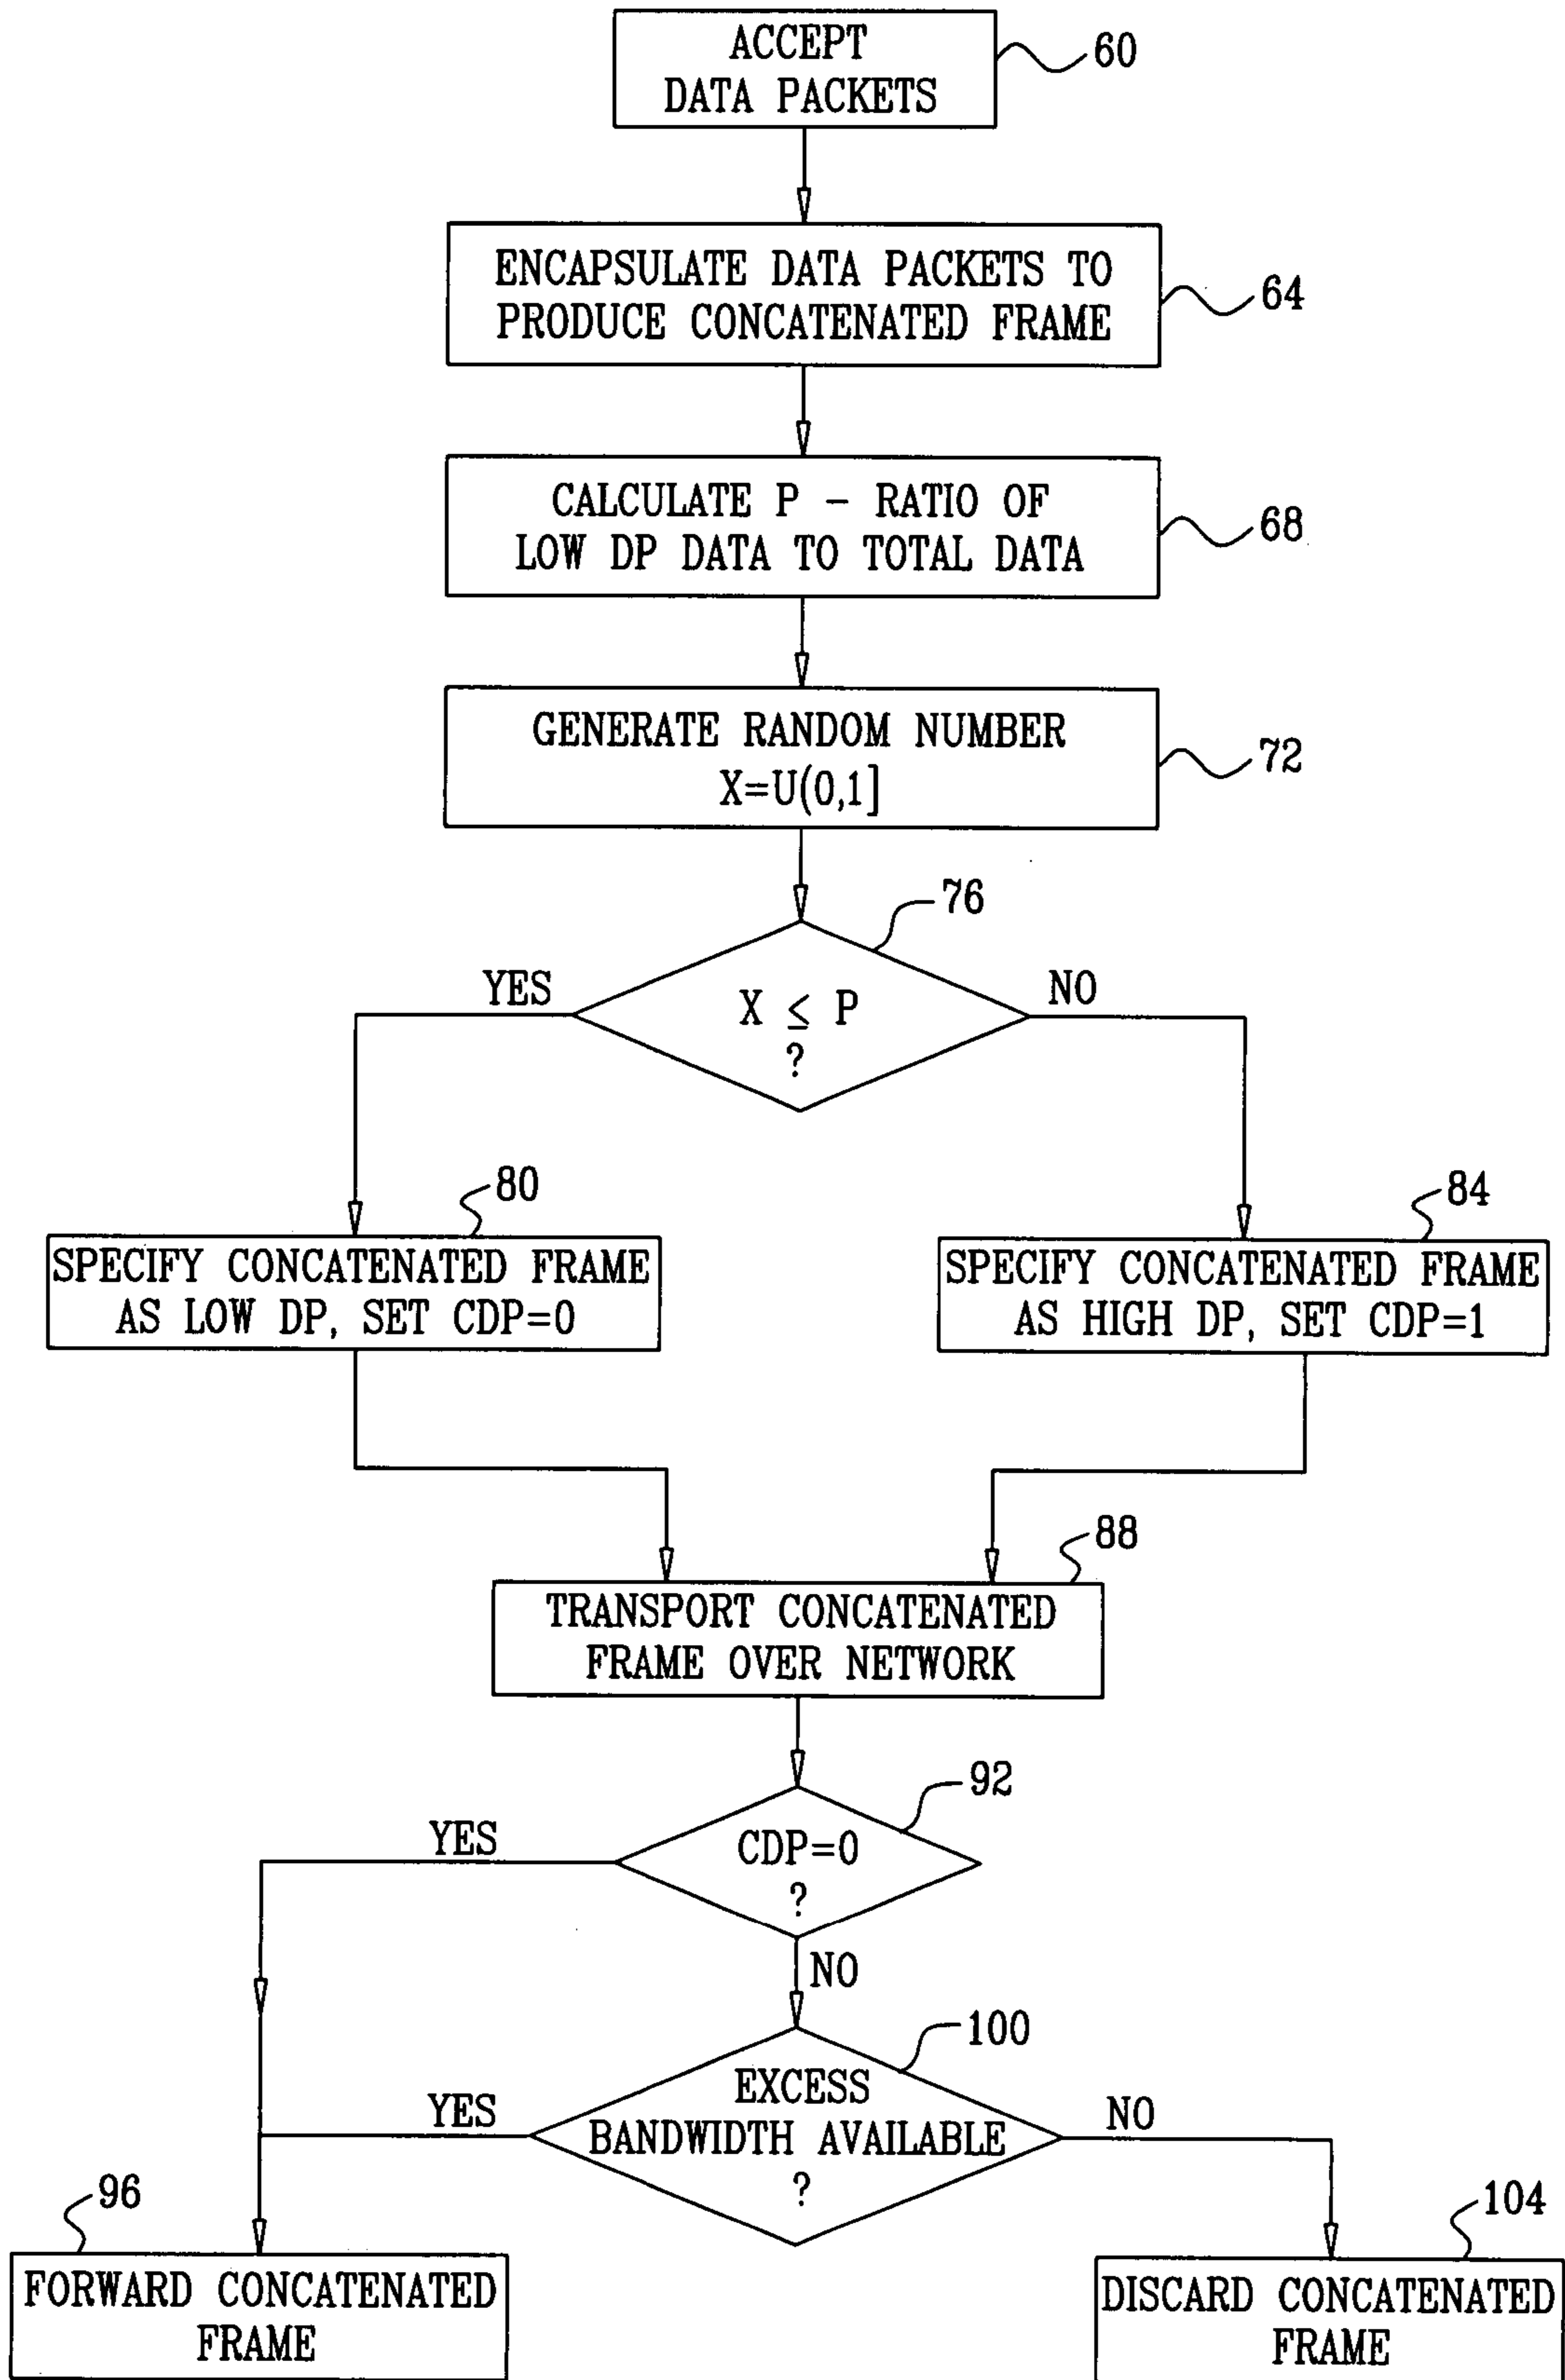 ACCEPT
DATA PACKETS
60
ENCAPSULATE DATA PACKETS TO
PRODUCE CONCATENATED FRAME
64
CALCULATE P - RATIO OF
LOW DP DATA TO TOTAL DATA
68
GENERATE RANDOM NUMBER
X=U(0,1]
72
76
YES
X ≤ P
?
NO
80
SPECIFY CONCATENATED FRAME
AS LOW DP, SET CDP=0
84
SPECIFY CONCATENATED FRAME
AS HIGH DP, SET CDP=1
88
TRANSPORT CONCATENATED
FRAME OVER NETWORK
92
YES
CDP=0
?
NO
100
YES
EXCESS
BANDWIDTH AVAILABLE
?
NO
96
FORWARD CONCATENATED
FRAME
104
DISCARD CONCATENATED
FRAME